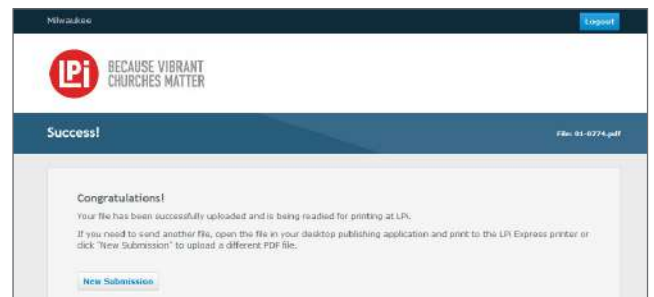 Milwaukee
Logout
LPi
BECAUSE VIBRANT
CHURCHES MATTER
Success!
File: 01-0274.pdf
Congratulations!
Your file has been successfully uploaded and is being readied for printing at LPi.
If you need to send another file, open the file in your desktop publishing application and print to the LPi Express printer or
click "New Submission" to upload a different PDF file.
New Submission